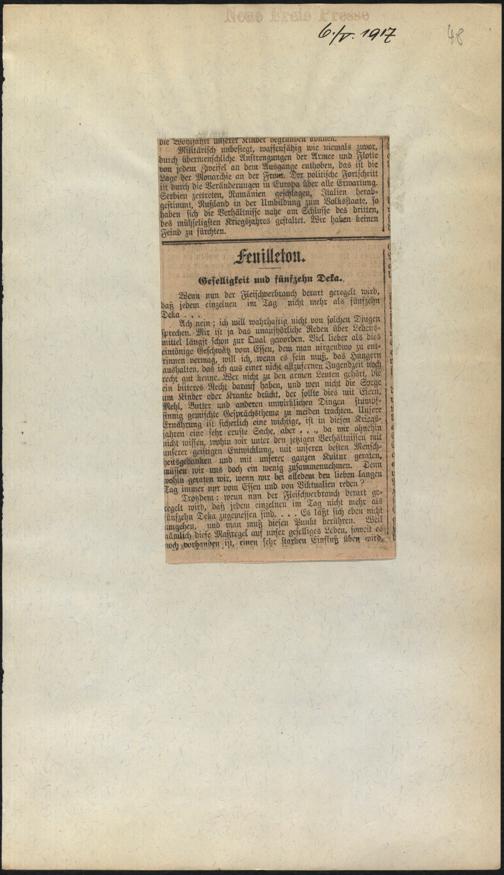 Neue Freie Presse
6./V. 1917
48
die Wohlfahrt unserer Kinder begründen können.
Militärisch unbesiegt, waffenfähig wie niemals zuvor,
durch übermenschliche Anstrengungen der Armee und Flotte
von jedem Zweifel an dem Ausgange enthoben, das ist die
Lage der Monarchie an der Front. Der politische Fortschritt
ist durch die Veränderungen in Europa über alle Erwartung.
Serbien zertreten, Rumänien geschlagen, Italien herab-
gestimmt, Rußland in der Umbildung zum Volksstaate, so
haben sich die Verhältnisse nahe am Schlusse des dritten,
des mühseligsten Kriegsjahres gestaltet. Wir haben keinen
Feind zu fürchten.
Feuilleton.
Geselligkeit und fünfzehn Deka.
Wenn nun der Fleischverbrauch derart geregelt wird,
daß jedem einzelnen im Tag nicht mehr als fünfzehn
Deka . . .
Ach nein; ich will wahrhaftig nicht von solchen Dingen
sprechen. Mir ist ja das unaufhörliche Reden über Lebens-
mittel längst schon zur Qual geworden. Viel lieber als dies
eintönige Geschwätz vom Essen, dem man nirgendwo zu ent-
rinnen vermag, will ich, wenn es sein muß, das Hungern
aushalten, das ich aus einer nicht allzufernen Jugendzeit noch
recht gut kenne. Wer nicht zu den armen Leuten gehört, die
ein bitteres Recht darauf haben, und wen nicht die Sorge
um Kinder oder Kranke drückt, der sollte dies mit Eiern,
Mehl, Butter und anderen unwirklichen Dingen stumpf-
sinnig gemischte Gesprächsthema zu meiden trachten. Unsere
Ernährung ist sicherlich eine wichtige, ist in diesen Kriegs-
jahren eine sehr ernste Sache, aber . . . da wir ohnehin
nicht wissen, wohin wir unter den jetzigen Verhältnissen mit
unserer geistigen Entwicklung, mit unseren besten Mensch-
heitsgedanken und mit unserer ganzen Kultur geraten,
müssen wir uns doch ein wenig zusammennehmen. Denn
wohin geraten wir, wenn wir bei alledem den lieben langen
Tag immer nur vom Essen und von Viktualien reden?
Trotzdem: wenn nun der Fleischverbrauch derart ge-
regelt wird, daß jedem einzelnen im Tag nicht mehr als
fünfzehn Deka zugemessen sind. . . . Es läßt sich eben nicht
umgehen, und man muß diesen Punkt berühren. Weil
nämlich diese Maßregel auf unser geselliges Leben, soweit es
noch vorhanden ist, einen sehr starken Einfluß üben wird.